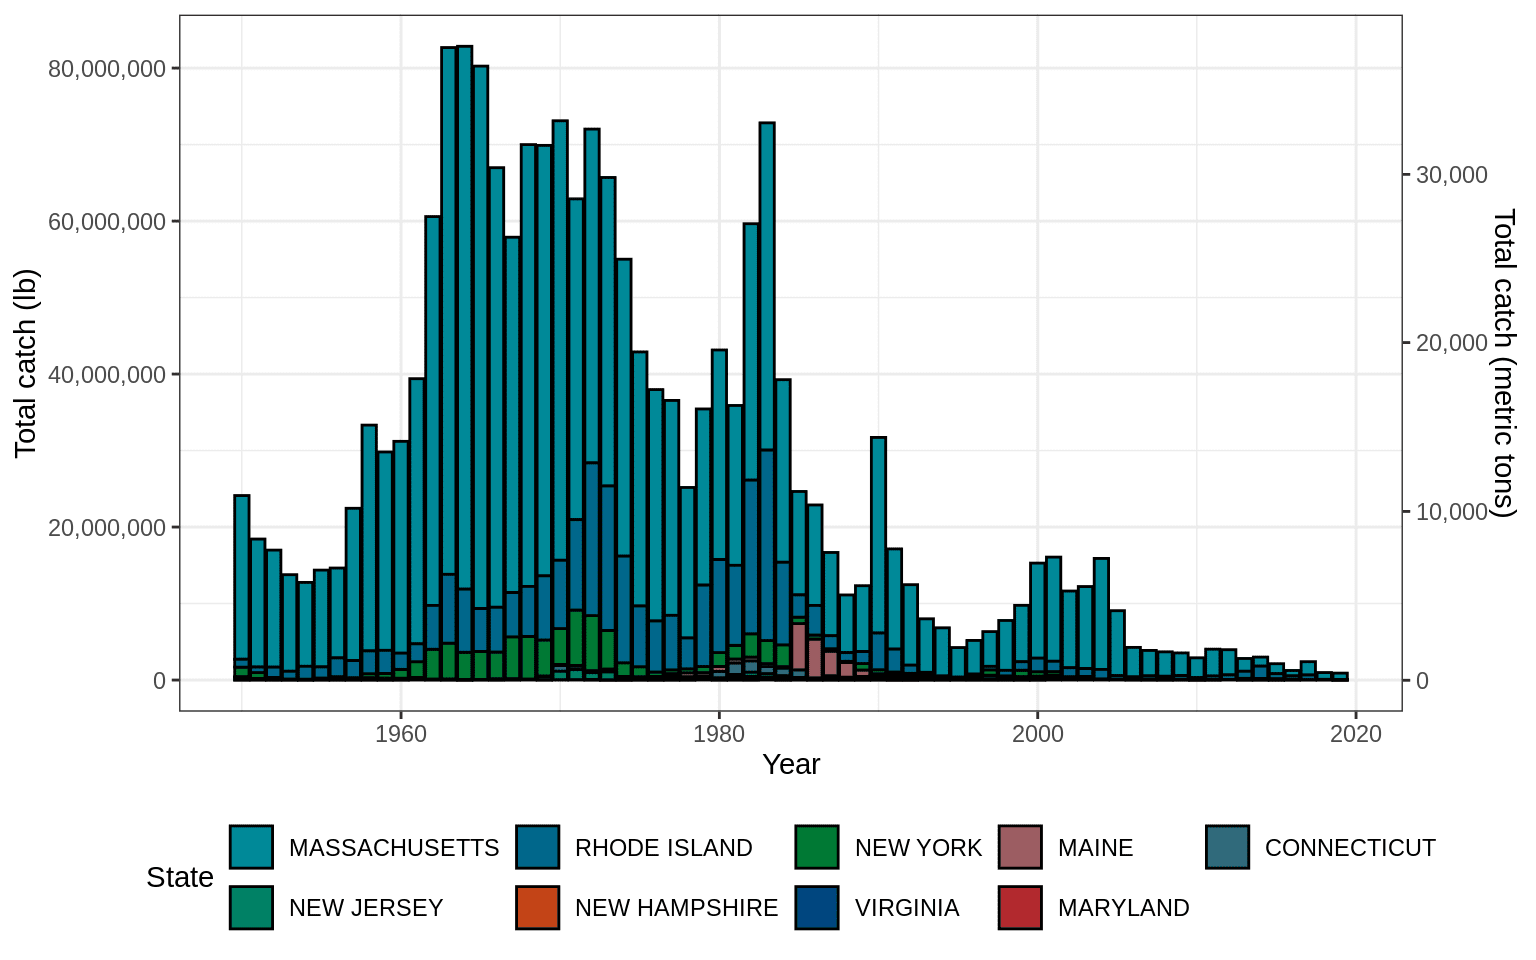 80,000,000
60,000,000
40,000,000
20,000,000
0
Total catch (lb)
30,000
20,000
10,000
0
Total catch (metric tons)
1960 1980 2000 2020
Year
State
MASSACHUSETTS RHODE ISLAND NEW YORK MAINE CONNECTICUT
NEW JERSEY NEW HAMPSHIRE VIRGINIA MARYLAND